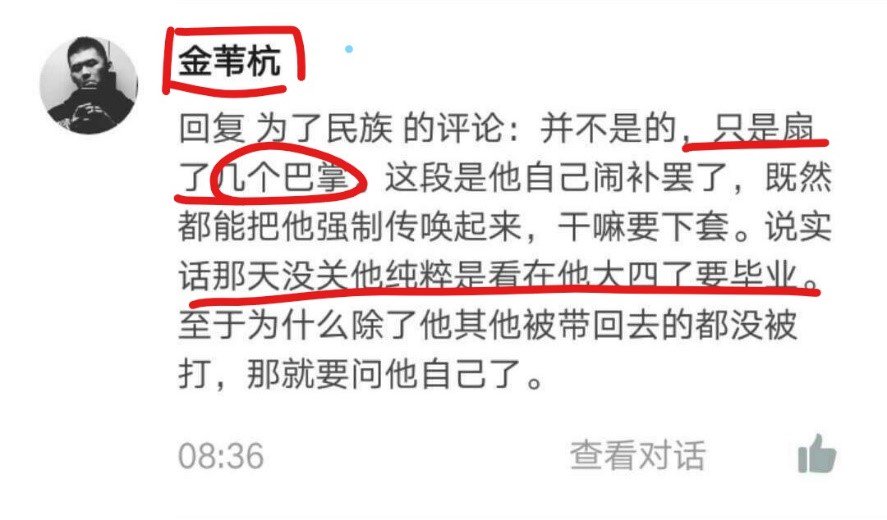 金苇杭
回复 为了民族 的评论：并不是的，只是扇
了几个巴掌，这段是他自己闹补罢了，既然
都能把他强制传唤起来，干嘛要下套。说实
话那天没关他纯粹是看在他大四了要毕业。
至于为什么除了他其他被带回去的都没被
打，那就要问他自己了。
08:36
查看对话